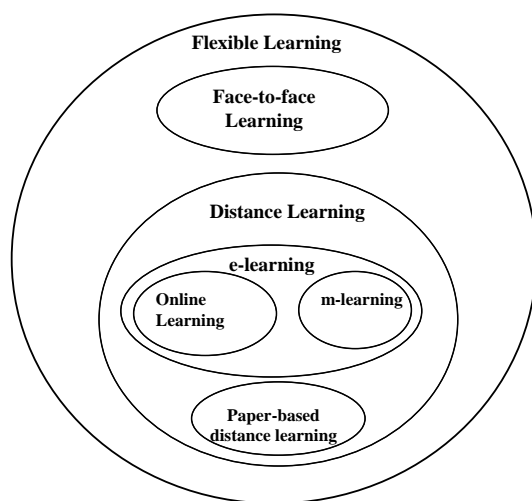 Flexible Learning
Face-to-face
Learning
Distance Learning
e-learning
Online
Learning
m-learning
Paper-based
distance learning